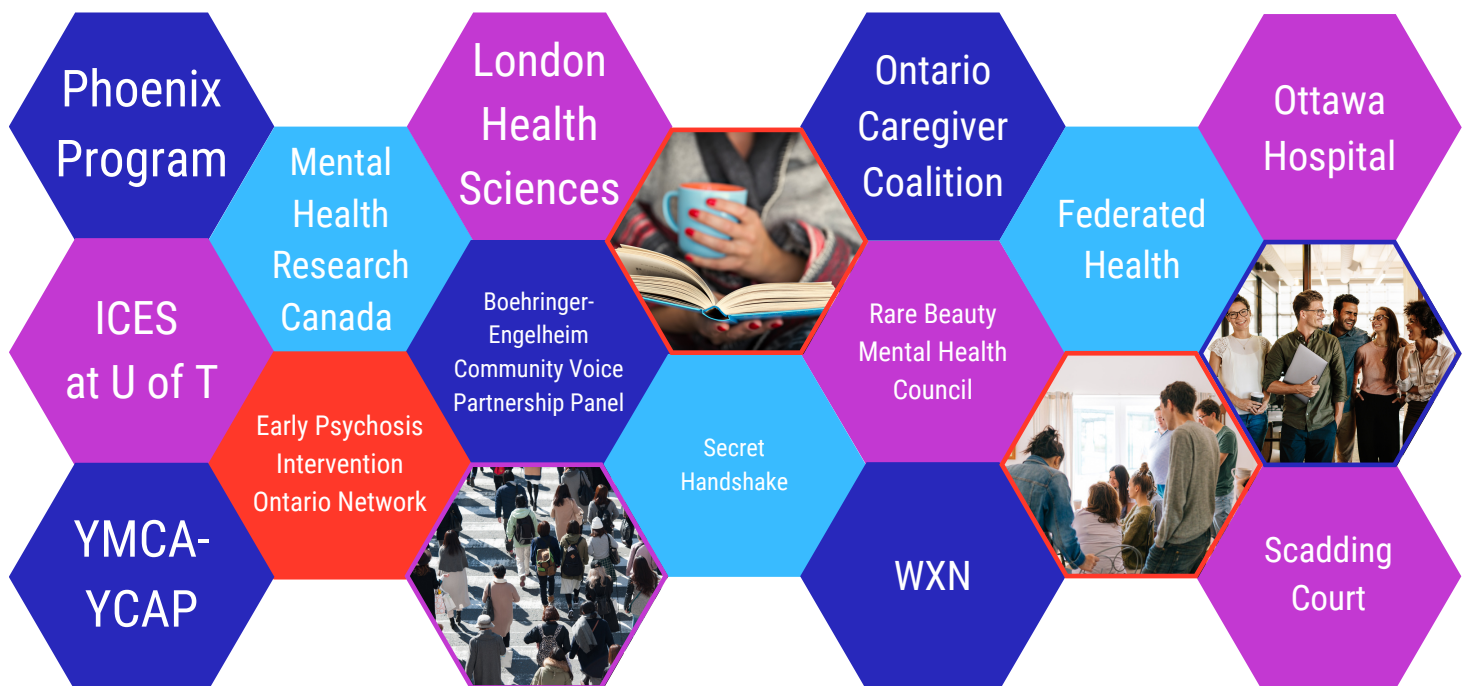 Phoenix
Program
Mental
Health
Research
Canada
London
Health
Sciences
Ontario
Caregiver
Coalition
Federated
Health
Ottawa
Hospital
ICES
at U of T
Early Psychosis
Intervention
Ontario Network
Boehringer-
Engelheim
Community Voice
Partnership Panel
Secret
Handshake
Rare Beauty
Mental Health
Council
YMCA-
YCAP
WXN
Scadding
Court